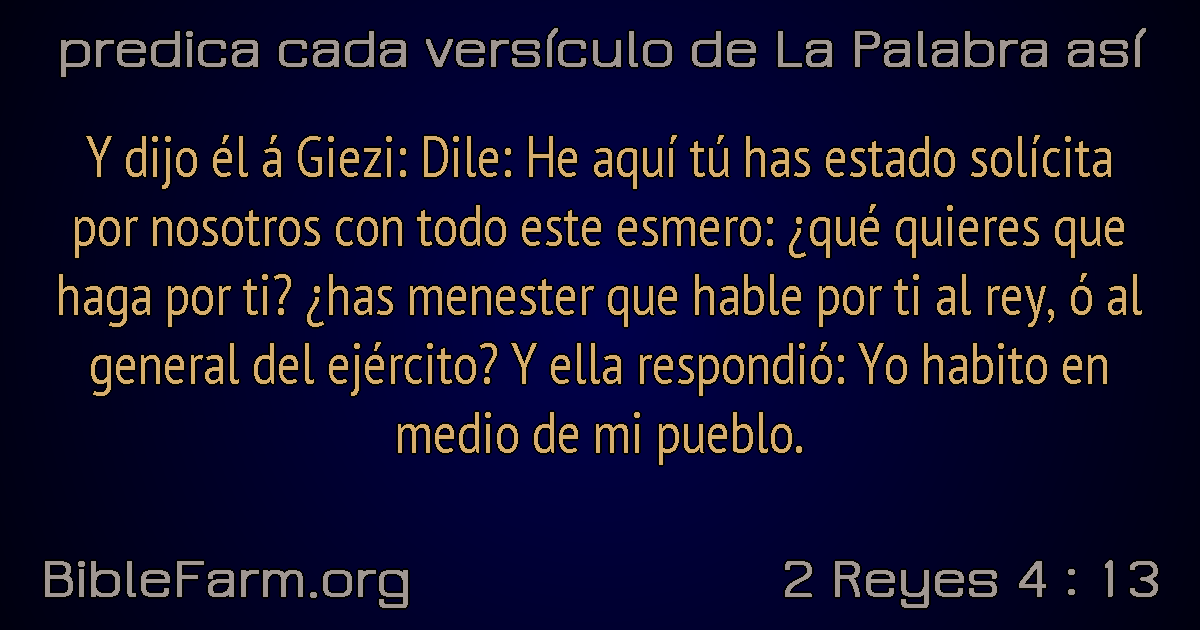 predica cada versículo de La Palabra así
Y dijo él á Giezi: Dile: He aquí tú has estado solícita
por nosotros con todo este esmero: ¿qué quieres que
haga por ti? ¿has menester que hable por ti al rey, ó al
general del ejército? Y ella respondió: Yo habito en
medio de mi pueblo.
BibleFarm.org
2 Reyes 4 : 13